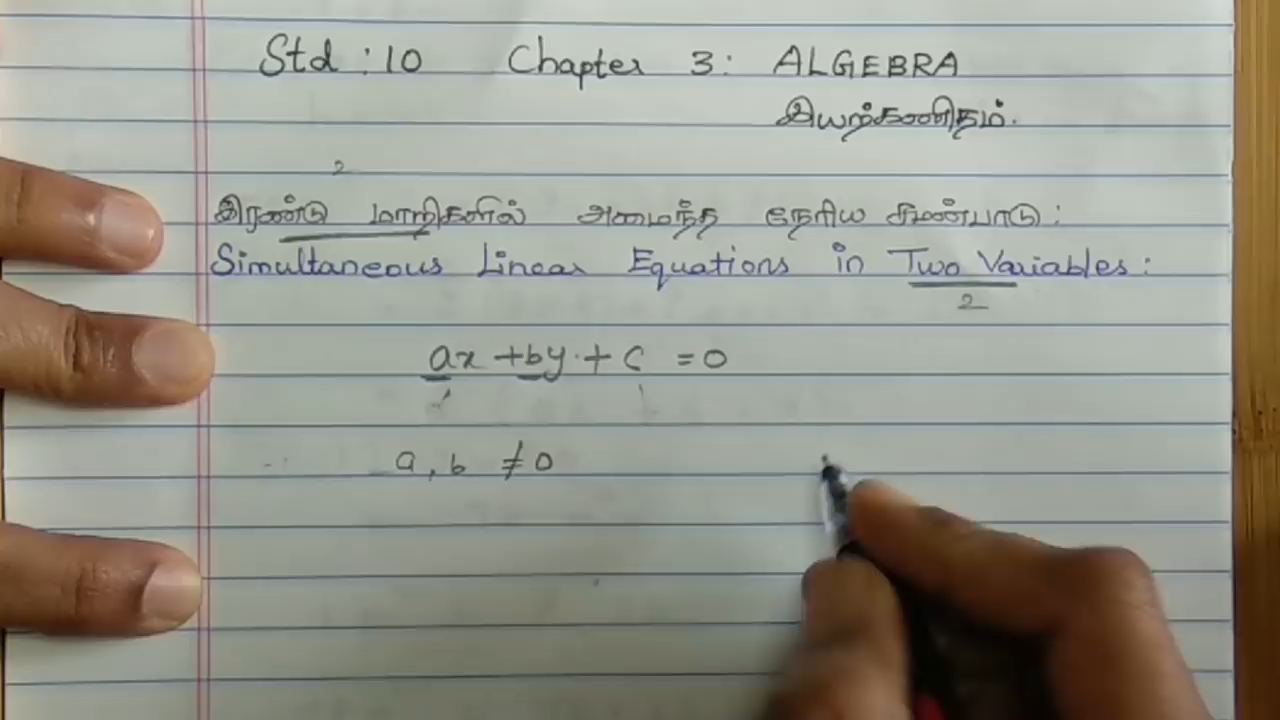 Std : 10 Chapter 3: ALGEBRA
இயற்கணிதம்.
2
இரண்டு மாறிகளில் அமைந்த நேரிய சமன்பாடு :
Simultaneous Linear Equations in Two Variables :
2
ax + by + c = 0
a, b ≠ 0